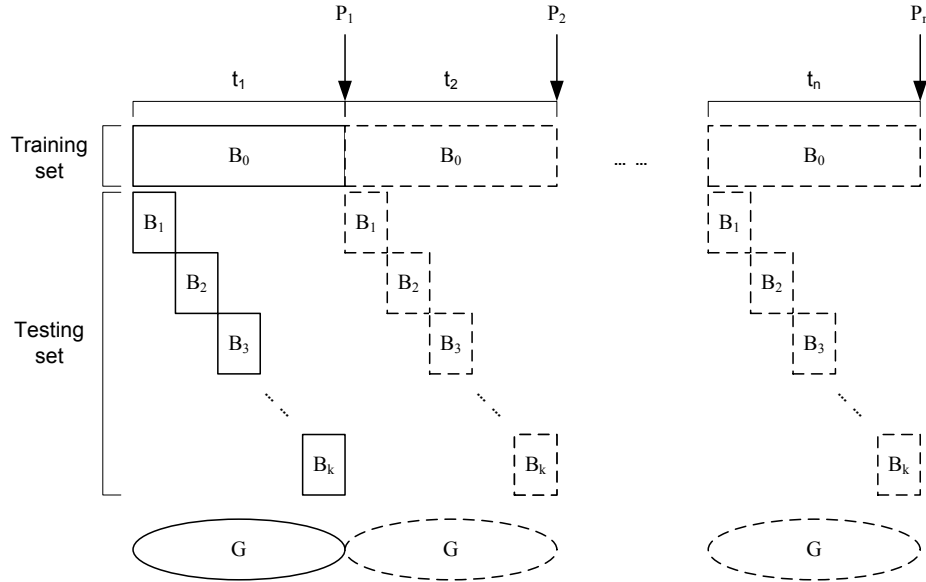 P1 P2 Pn
t1 t2 tn
Training set B0 B0 ... ... B0
B1 B1 B1
B2 B2 B2
Testing set B3 B3 B3
... ... ...
Bk Bk Bk
G G G